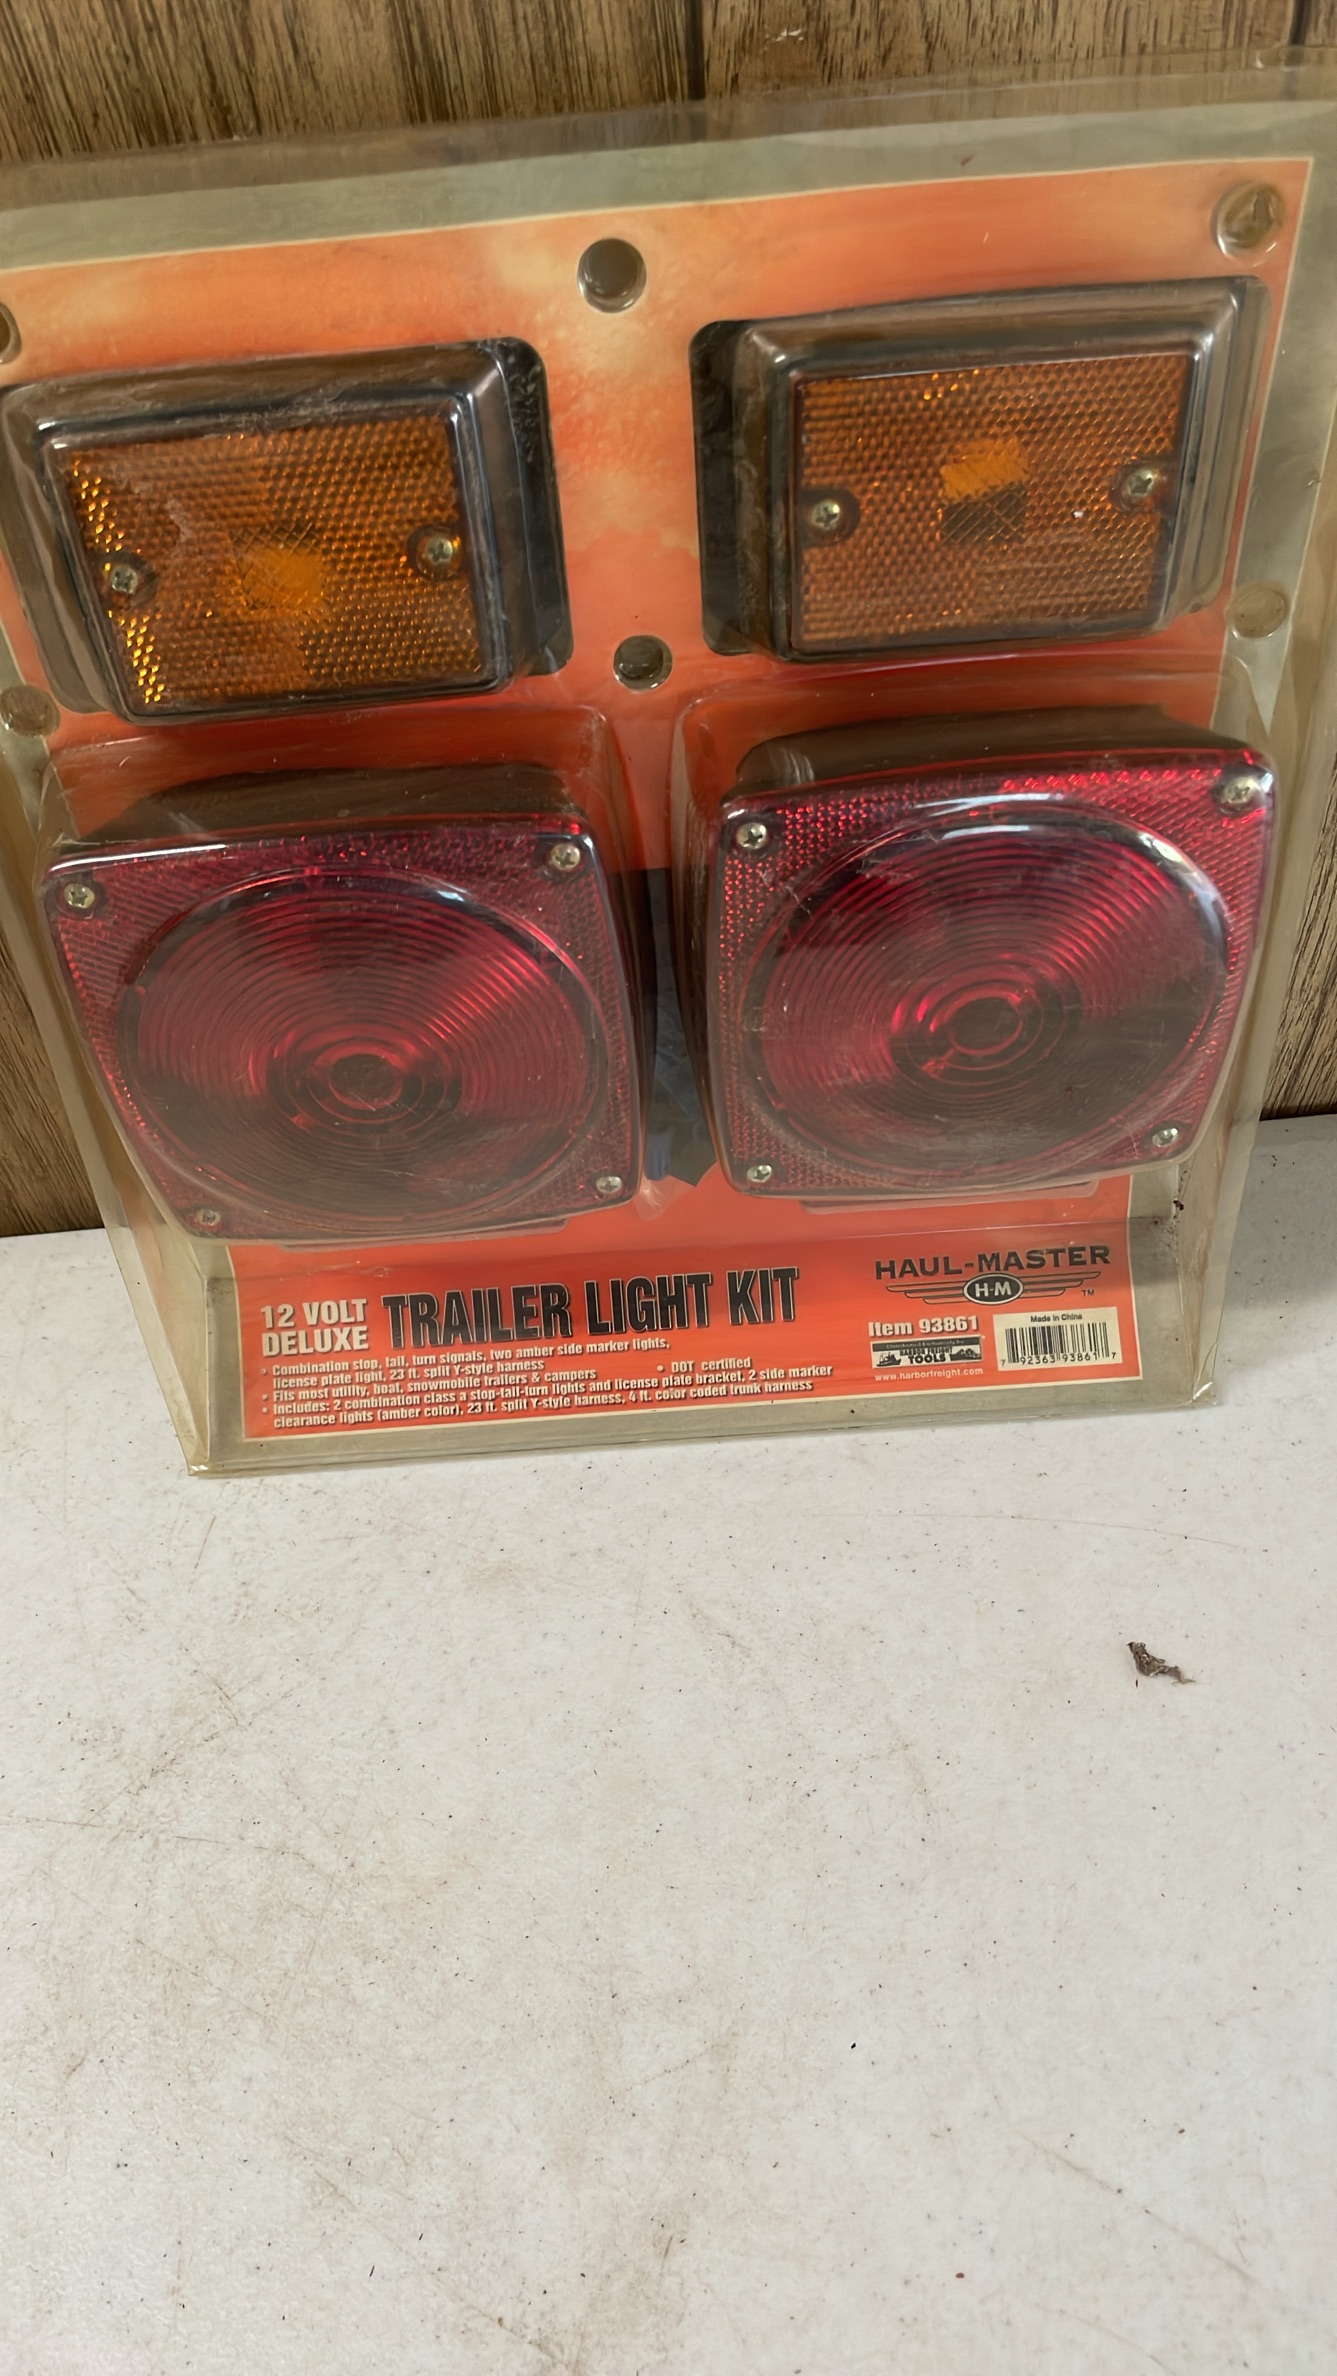 12 VOLT
DELUXE
TRAILER LIGHT KIT
• Combination stop, tail, turn signals, two amber side marker lights,
license plate light, 23 ft. split Y-style harness
• DOT certified
• Fits most utility, boat, snowmobile trailers & campers
• Includes: 2 combination class a stop-tail-turn lights and license plate bracket, 2 side marker
clearance lights (amber color), 23 ft. split Y-style harness, 4 ft. color coded trunk harness
HAUL-MASTER
H-M
TM
Item 93861
HARBOR FREIGHT
TOOLS
www.harborfreight.com
Made in China
7 92363 93861 7